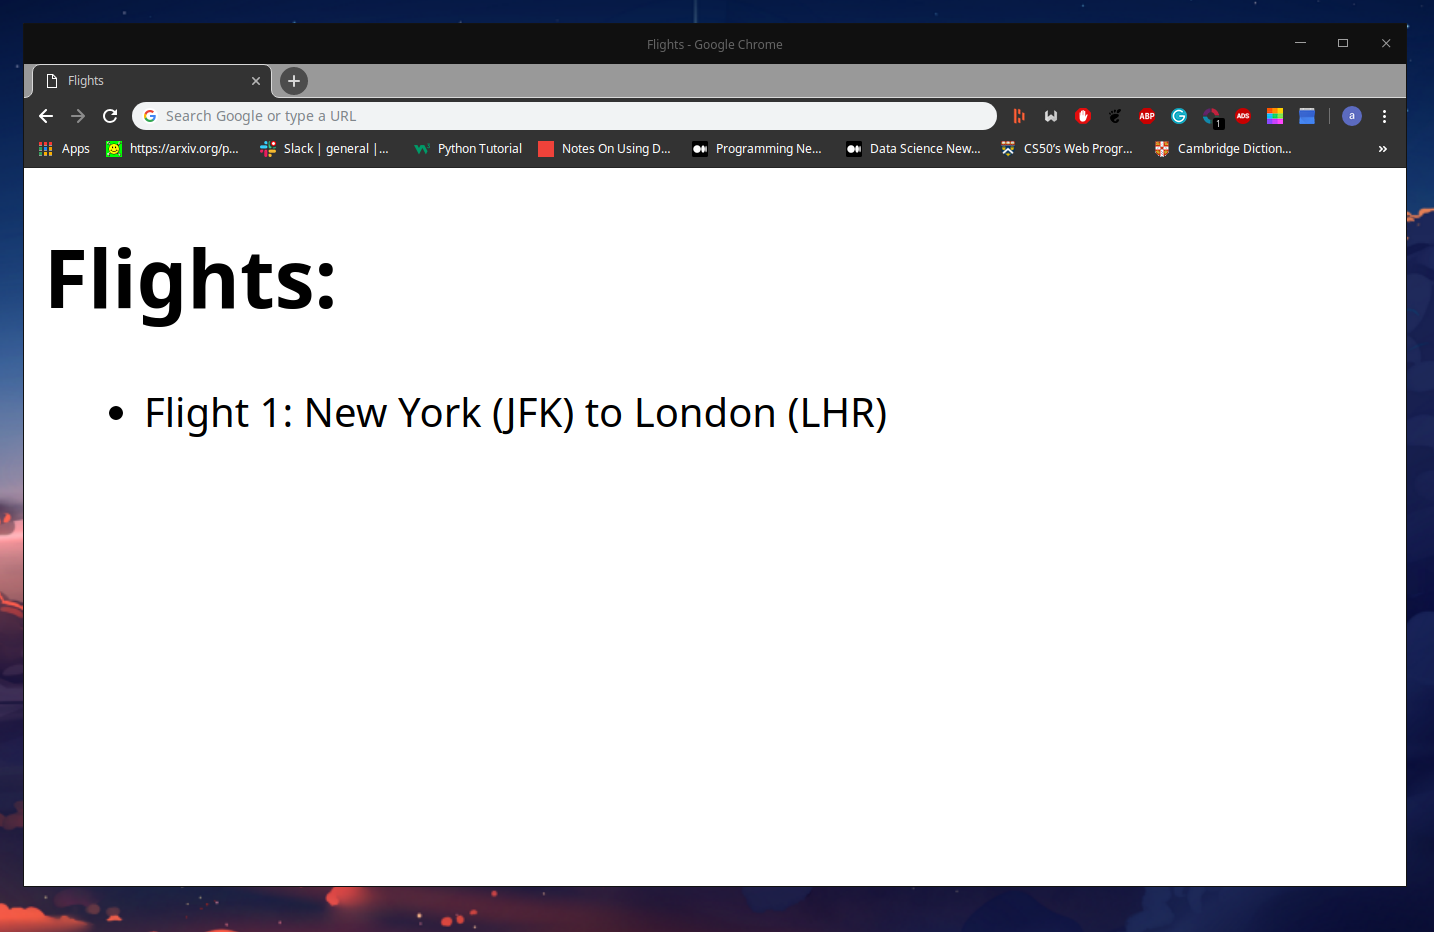 Flights - Google Chrome
Flights
Search Google or type a URL
ABP
1
ADS
a
Apps
https://arxiv.org/p...
Slack | general |...
Python Tutorial
Notes On Using D...
Programming Ne...
Data Science New...
CS50's Web Progr...
Cambridge Diction...
Flights:
Flight 1: New York (JFK) to London (LHR)